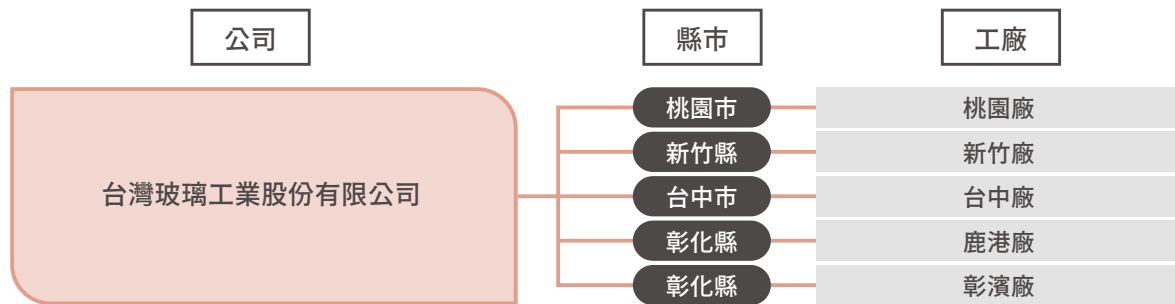 公司 縣市 工廠
桃園市 桃園廠
新竹縣 新竹廠
台灣玻璃工業股份有限公司 台中市 台中廠
彰化縣 鹿港廠
彰化縣 彰濱廠